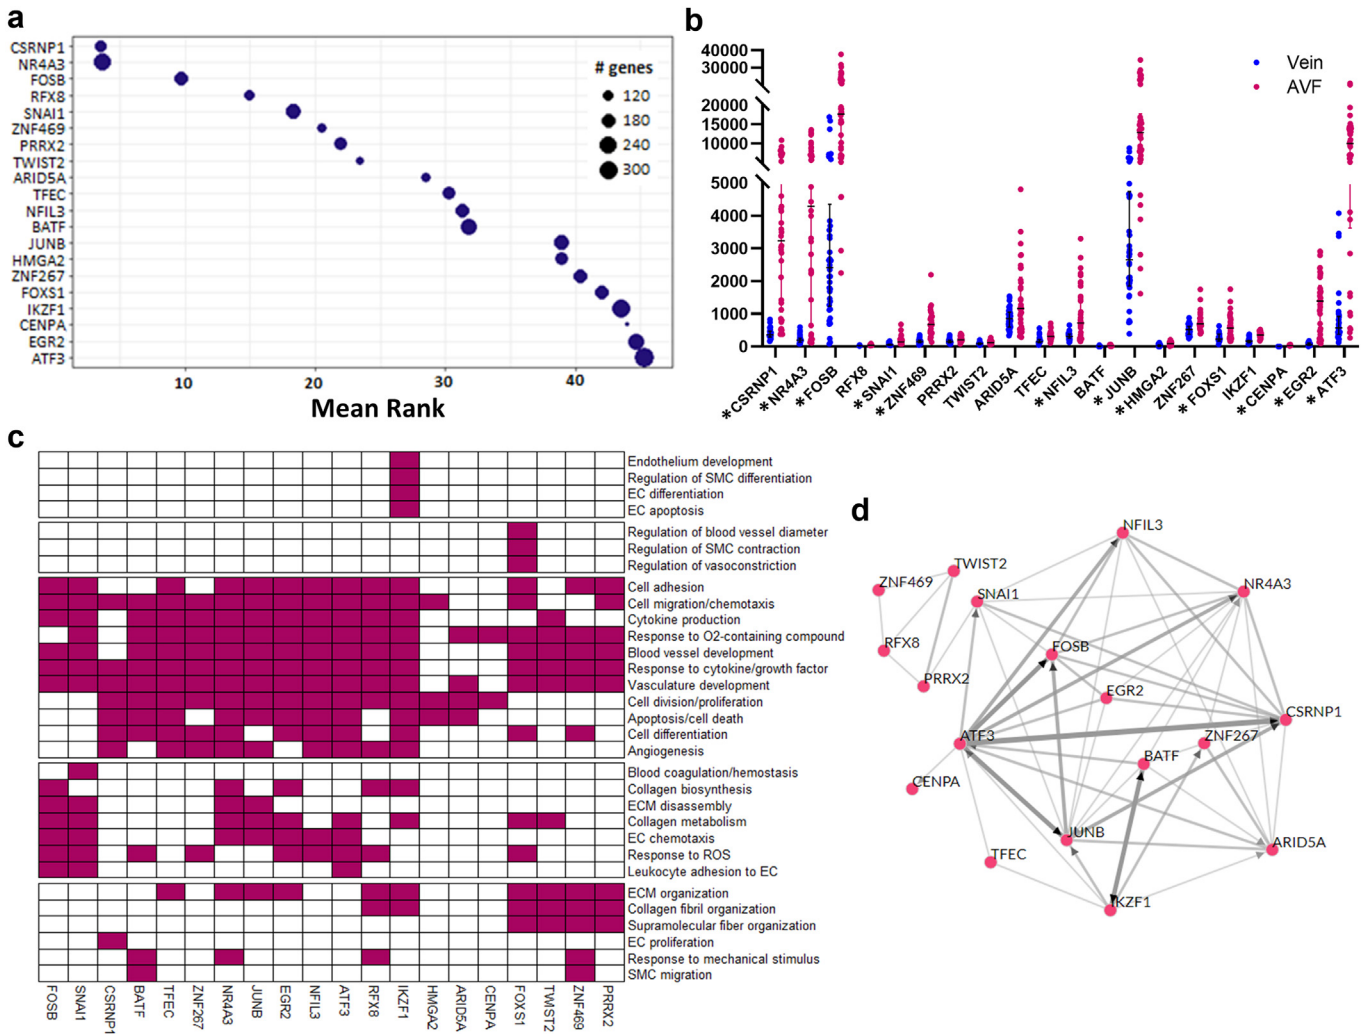 a
CSRNP1
NR4A3
FOSB
RFX8
SNAI1
ZNF469
PRRX2
TWIST2
ARID5A
TFEC
NFIL3
BATF
JUNB
HMGA2
ZNF267
FOXS1
IKZF1
CENPA
EGR2
ATF3
# genes
120
180
240
300
10 20 30 40
Mean Rank
b
40000
30000
20000
15000
10000
5000
4000
3000
2000
1000
0
Vein
AVF
*CSRNP1
*NR4A3
*FOSB
RFX8
*SNAI1
*ZNF469
PRRX2
TWIST2
ARID5A
TFEC
*NFIL3
BATF
*JUNB
*HMGA2
ZNF267
*FOXS1
IKZF1
*CENPA
*EGR2
*ATF3
c
Endothelium development
Regulation of SMC differentiation
EC differentiation
EC apoptosis
Regulation of blood vessel diameter
Regulation of SMC contraction
Regulation of vasoconstriction
Cell adhesion
Cell migration/chemotaxis
Cytokine production
Response to O2-containing compound
Blood vessel development
Response to cytokine/growth factor
Vasculature development
Cell division/proliferation
Apoptosis/cell death
Cell differentiation
Angiogenesis
Blood coagulation/hemostasis
Collagen biosynthesis
ECM disassembly
Collagen metabolism
EC chemotaxis
Response to ROS
Leukocyte adhesion to EC
ECM organization
Collagen fibril organization
Supramolecular fiber organization
EC proliferation
Response to mechanical stimulus
SMC migration
FOSB
SNAI1
CSRNP1
BATF
TFEC
ZNF267
NR4A3
JUNB
EGR2
NFIL3
ATF3
RFX8
IKZF1
HMGA2
ARID5A
CENPA
FOXS1
TWIST2
ZNF469
PRRX2
d
NFIL3
TWIST2
ZNF469
NR4A3
SNAI1
RFX8
FOSB
PRRX2
EGR2
CSRNP1
ATF3
ZNF267
BATF
CENPA
JUNB
ARID5A
TFEC
IKZF1